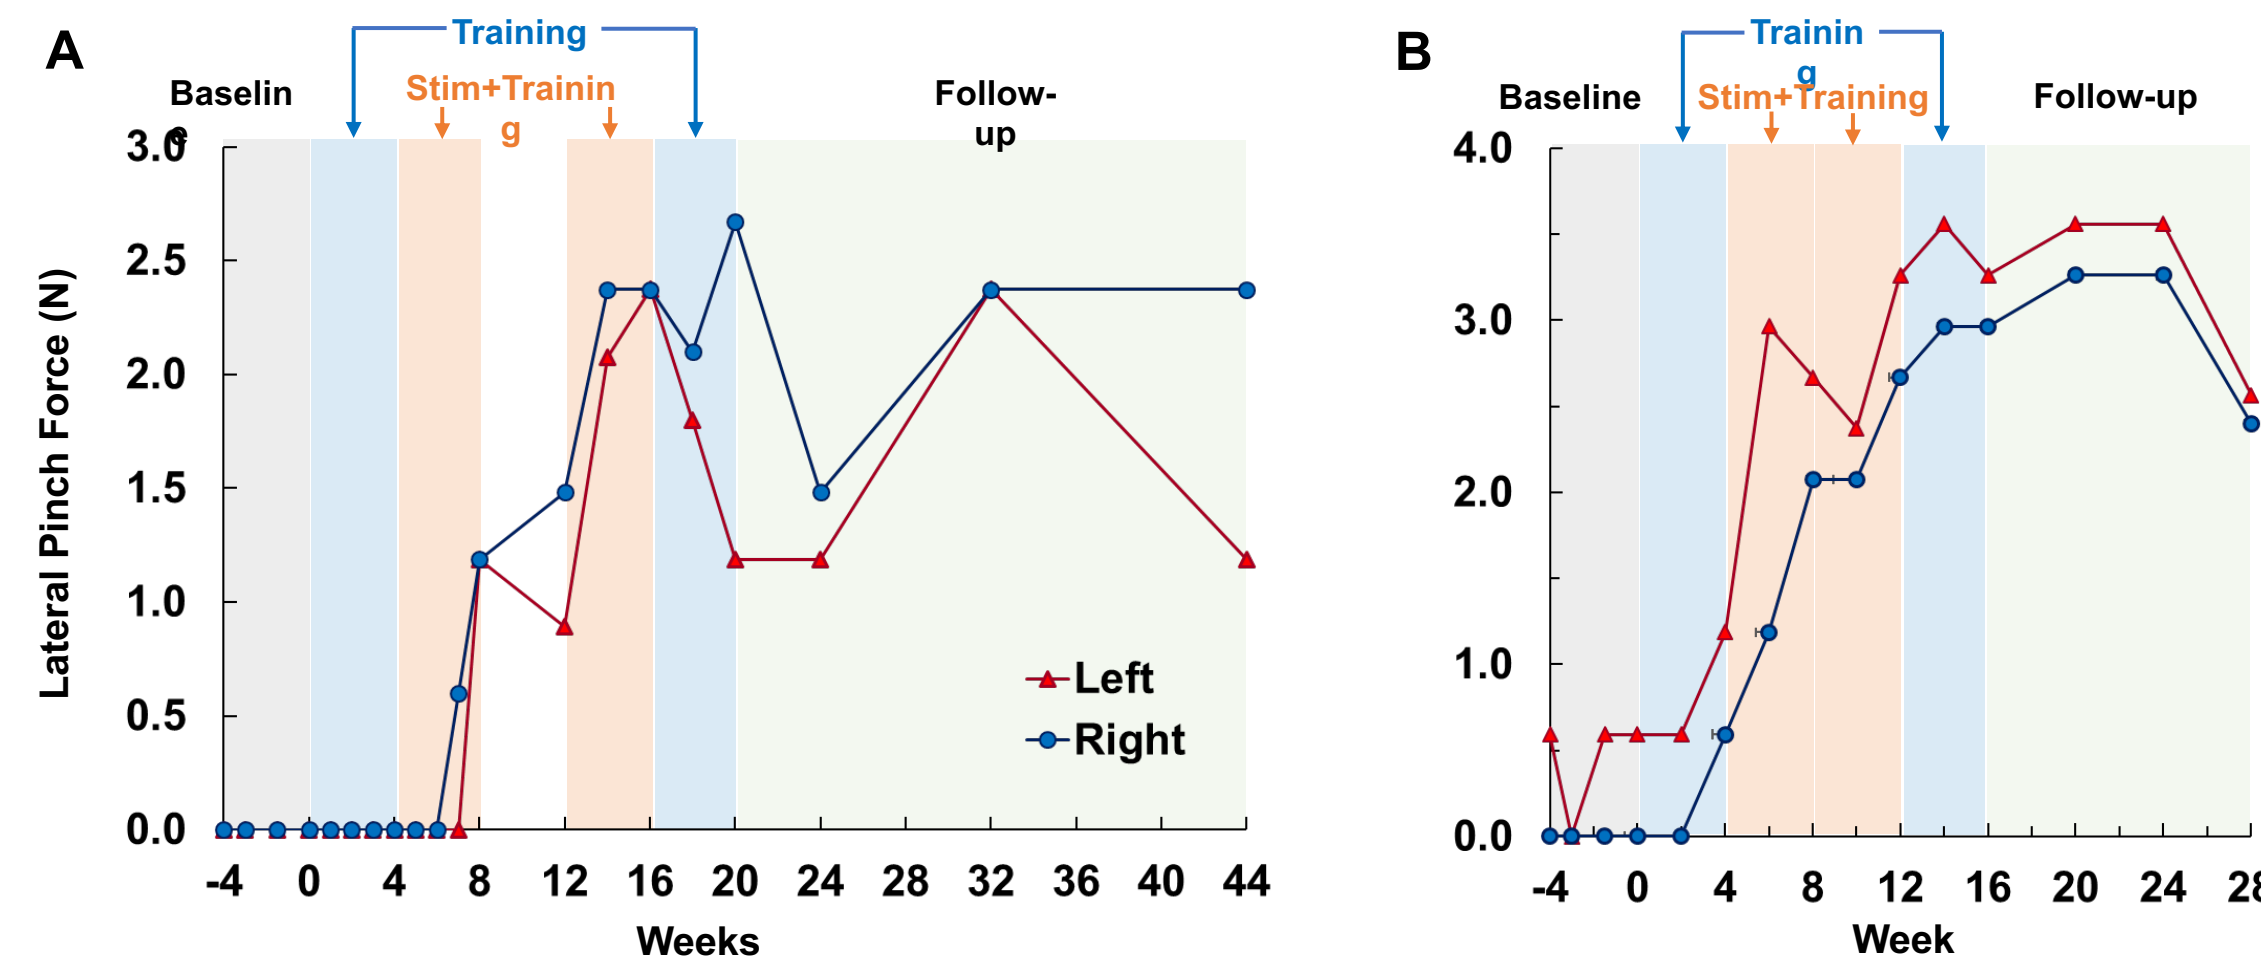 A
Training
Baselin
e
Stim+Trainin
g
Follow-
up
3.0
2.5
2.0
1.5
1.0
0.5
0.0
Lateral Pinch Force (N)
Left
Right
-4 0 4 8 12 16 20 24 28 32 36 40 44
Weeks
B
Trainin
g
Baseline
Stim+Training
Follow-up
4.0
3.0
2.0
1.0
0.0
-4 0 4 8 12 16 20 24 28
Week